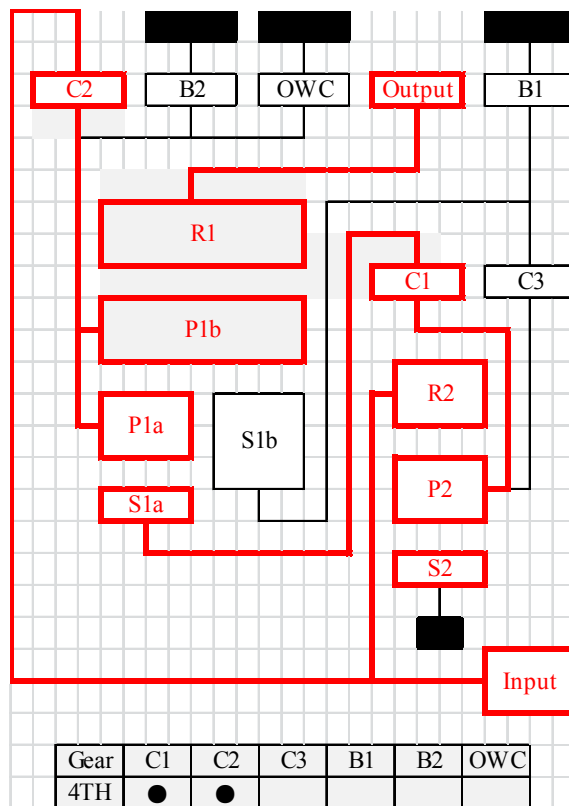 C2 B2 OWC Output B1
R1
C1 C3
P1b
R2
P1a
S1b
P2
S1a
S2
Input
Gear C1 C2 C3 B1 B2 OWC
4TH ● ●